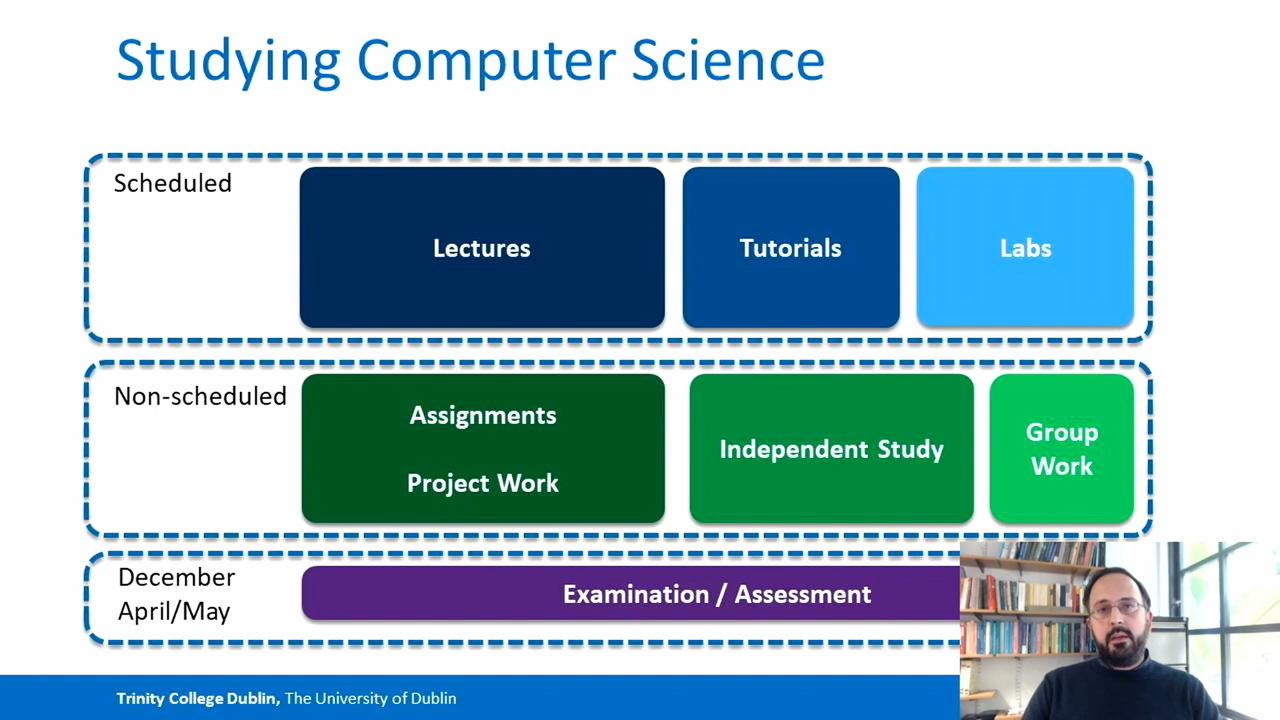 Studying Computer Science
Scheduled
Lectures
Tutorials
Labs
Non-scheduled
Assignments
Project Work
Independent Study
Group
Work
December
April/May
Examination / Assessment
Trinity College Dublin, The University of Dublin